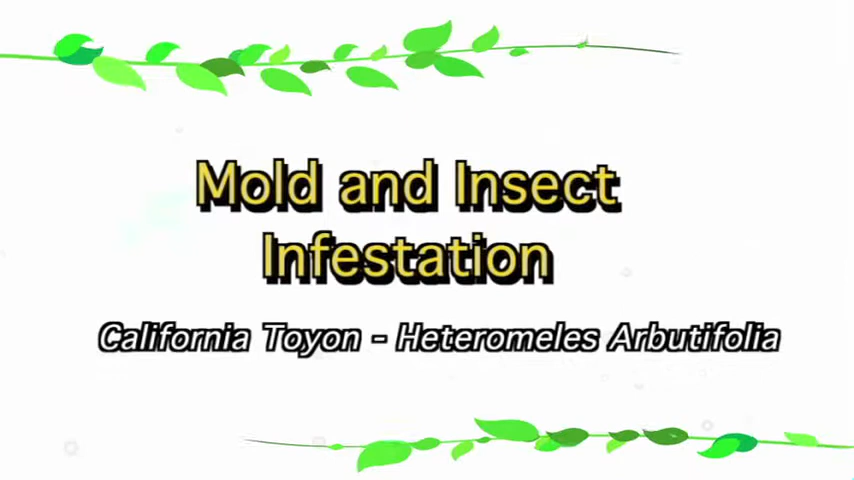 Mold and Insect
Infestation
California Toyon - Heteromeles Arbutifolia